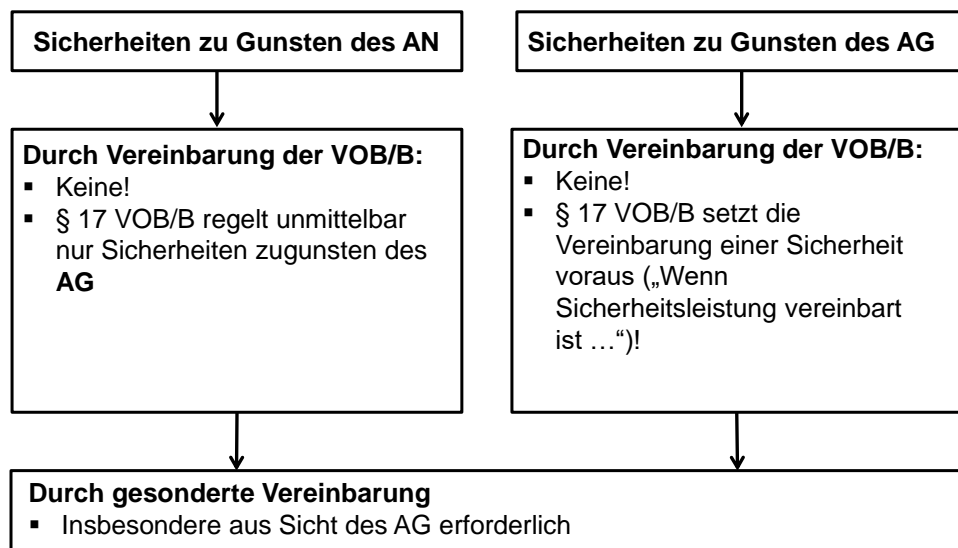 Sicherheiten zu Gunsten des AN
Sicherheiten zu Gunsten des AG
Durch Vereinbarung der VOB/B:
▪ Keine!
▪ § 17 VOB/B regelt unmittelbar
nur Sicherheiten zugunsten des
AG
Durch Vereinbarung der VOB/B:
▪ Keine!
▪ § 17 VOB/B setzt die
Vereinbarung einer Sicherheit
voraus („Wenn
Sicherheitsleistung vereinbart
ist …“)!
Durch gesonderte Vereinbarung
▪ Insbesondere aus Sicht des AG erforderlich